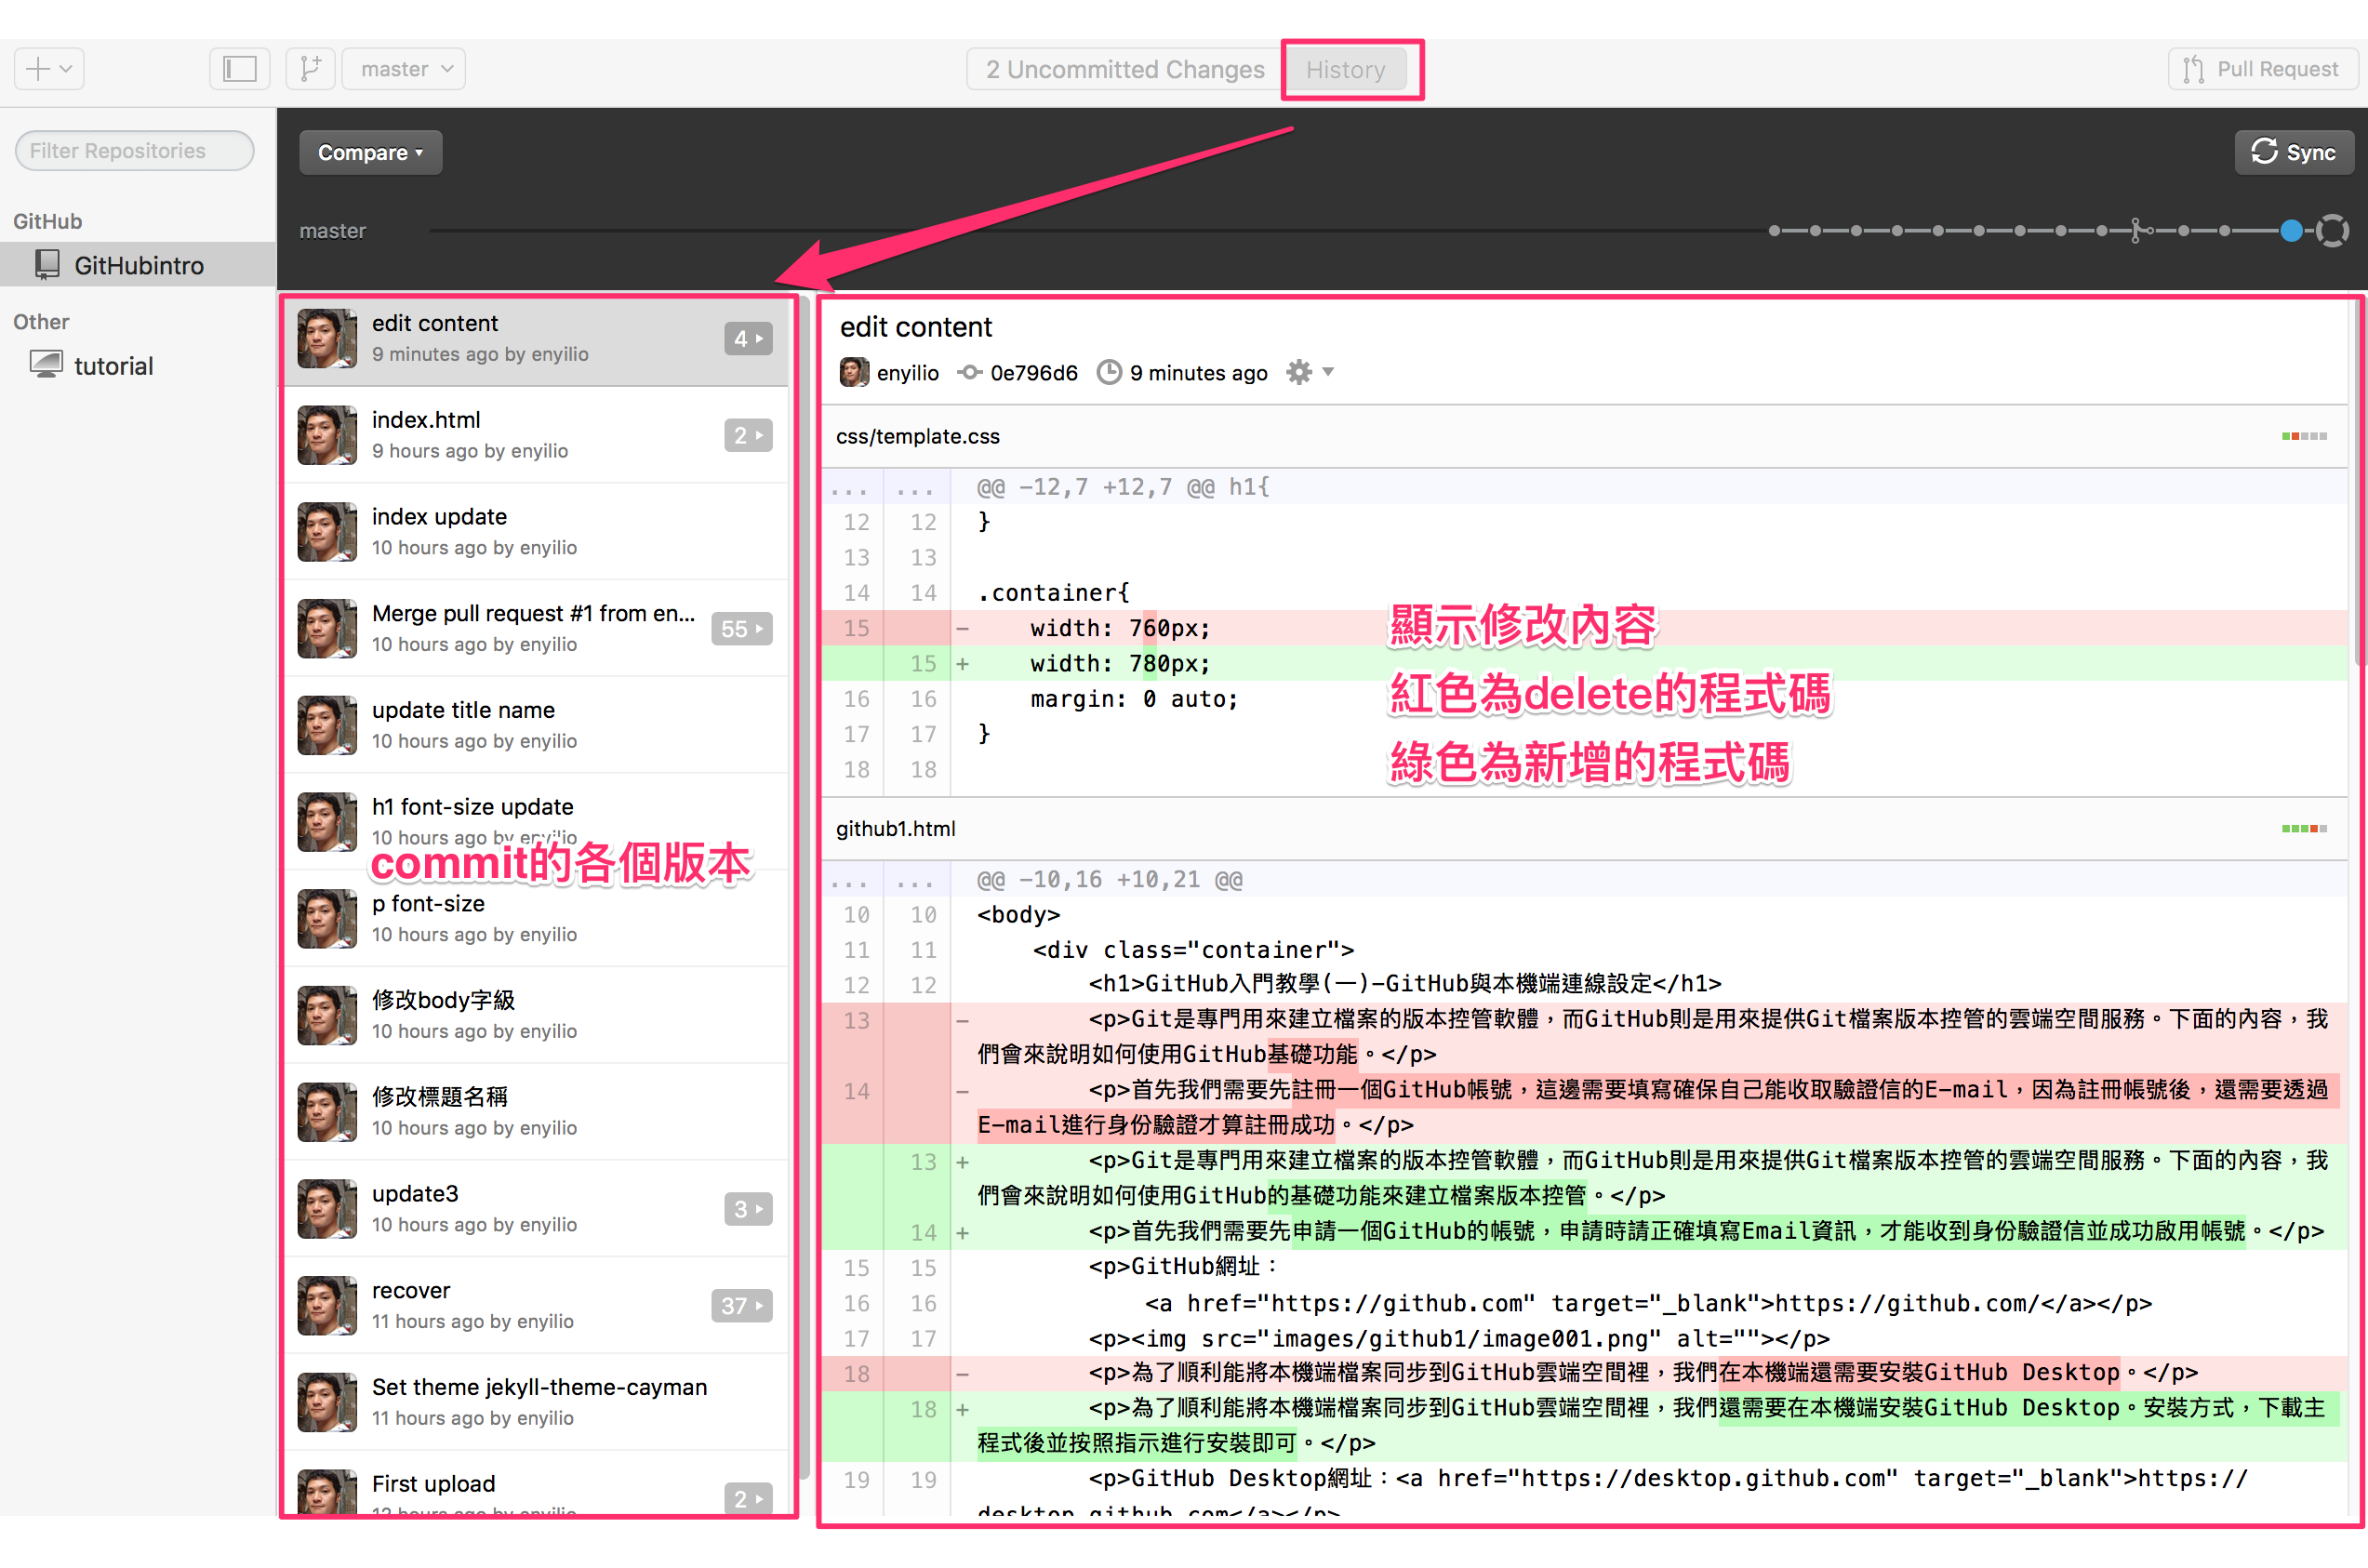 master
2 Uncommitted Changes
History
Pull Request
Filter Repositories
GitHub
GitHubintro
Other
tutorial
Compare
Sync
master
edit content
9 minutes ago by enyilio
4
index.html
9 hours ago by enyilio
2
index update
10 hours ago by enyilio
Merge pull request #1 from en...
10 hours ago by enyilio
55
update title name
10 hours ago by enyilio
h1 font-size update
10 hours ago by enyilio
commit的各個版本
p font-size
10 hours ago by enyilio
修改body字級
10 hours ago by enyilio
修改標題名稱
10 hours ago by enyilio
update3
10 hours ago by enyilio
3
recover
11 hours ago by enyilio
37
Set theme jekyll-theme-cayman
11 hours ago by enyilio
First upload
12 hours ago by enyilio
2
edit content
enyilio 0e796d6 9 minutes ago
css/template.css
... ... @@ -12,7 +12,7 @@ h1{
12 12 }
13 13
14 14 .container{
15 - width: 760px;
15 + width: 780px;
16 16 margin: 0 auto;
17 17 }
18 18
顯示修改內容
紅色為delete的程式碼
綠色為新增的程式碼
github1.html
... ... @@ -10,16 +10,21 @@
10 10 <body>
11 11 <div class="container">
12 12 <h1>GitHub入門教學(一)-GitHub與本機端連線設定</h1>
13 - <p>Git是專門用來建立檔案的版本控管軟體，而GitHub則是用來提供Git檔案版本控管的雲端空間服務。下面的內容，我
們會來說明如何使用GitHub基礎功能。</p>
14 - <p>首先我們需要先註冊一個GitHub帳號，這邊需要填寫確保自己能收取驗證信的E-mail，因為註冊帳號後，還需要透過
E-mail進行身份驗證才算註冊成功。</p>
13 + <p>Git是專門用來建立檔案的版本控管軟體，而GitHub則是用來提供Git檔案版本控管的雲端空間服務。下面的內容，我
們會來說明如何使用GitHub的基礎功能來建立檔案版本控管。</p>
14 + <p>首先我們需要先申請一個GitHub的帳號，申請時請正確填寫Email資訊，才能收到身份驗證信並成功啟用帳號。</p>
15 15 <p>GitHub網址：
16 16 <a href="https://github.com" target="_blank">https://github.com/</a></p>
17 17 <p><img src="images/github1/image001.png" alt=""></p>
18 - <p>為了順利能將本機端檔案同步到GitHub雲端空間裡，我們在本機端還需要安裝GitHub Desktop。</p>
18 + <p>為了順利能將本機端檔案同步到GitHub雲端空間裡，我們還需要在本機端安裝GitHub Desktop。安裝方式，下載主
程式後並按照指示進行安裝即可。</p>
19 19 <p>GitHub Desktop網址：<a href="https://desktop.github.com" target="_blank">https://
desktop.github.com</a></p>